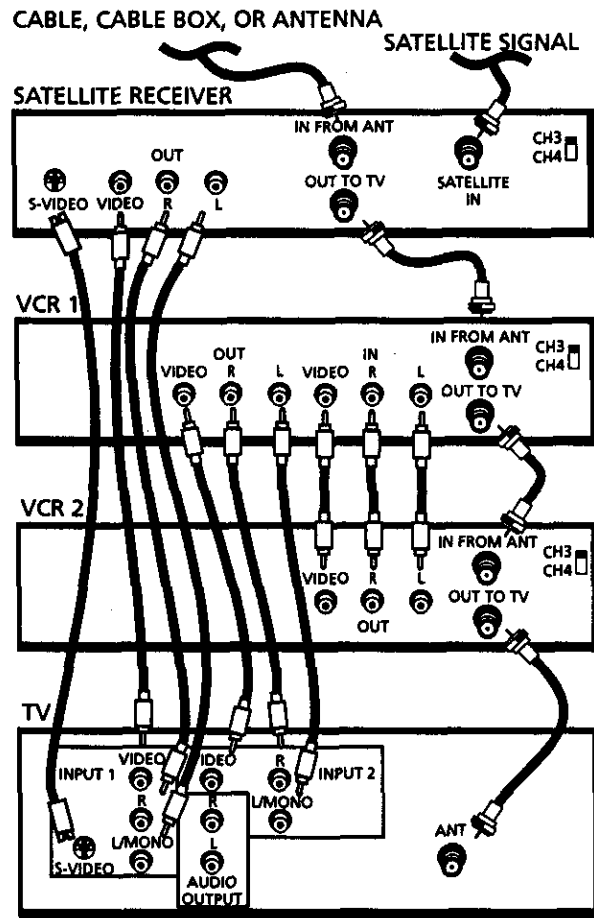 CABLE, CABLE BOX, OR ANTENNA
SATELLITE SIGNAL
SATELLITE RECEIVER
IN FROM ANT
OUT
CH3
CH4
S-VIDEO VIDEO R L
OUT TO TV
SATELLITE
IN
VCR 1
IN FROM ANT
OUT
IN
CH3
CH4
VIDEO R L VIDEO R L
OUT TO TV
VCR 2
IN FROM ANT
CH3
CH4
VIDEO R L
OUT TO TV
OUT
TV
INPUT 1
VIDEO
VIDEO
R
INPUT 2
R
R
L/MONO
L/MONO
L
S-VIDEO
AUDIO
OUTPUT
ANT